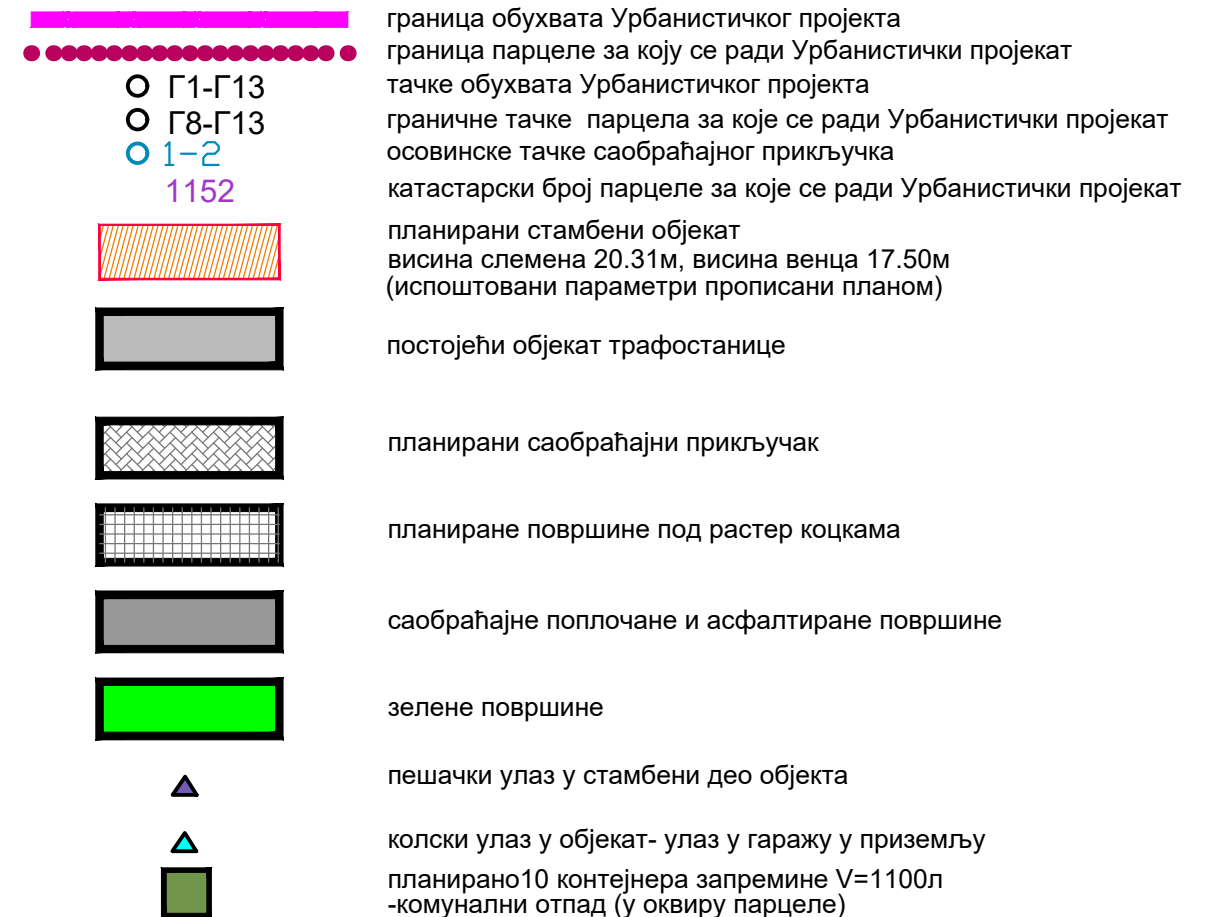 граница обухвата Урбанистичког пројекта
граница парцеле за коју се ради Урбанистички пројекат
Г1-Г13 тачке обухвата Урбанистичког пројекта
Г8-Г13 граничне тачке парцела за које се ради Урбанистички пројекат
1-2 осовинске тачке саобраћајног прикључка
1152 катастарски број парцеле за које се ради Урбанистички пројекат
планирани стамбени објекат
висина слемена 20.31м, висина венца 17.50м
(испоштовани параметри прописани планом)
постојећи објекат трафостанице
планирани саобраћајни прикључак
планиране површине под растер коцкама
саобраћајне поплочане и асфалтиране површине
зелене површине
пешачки улаз у стамбени део објекта
колски улаз у објекат- улаз у гаражу у приземљу
планирано10 контејнера запремине V=1100л
-комунални отпад (у оквиру парцеле)